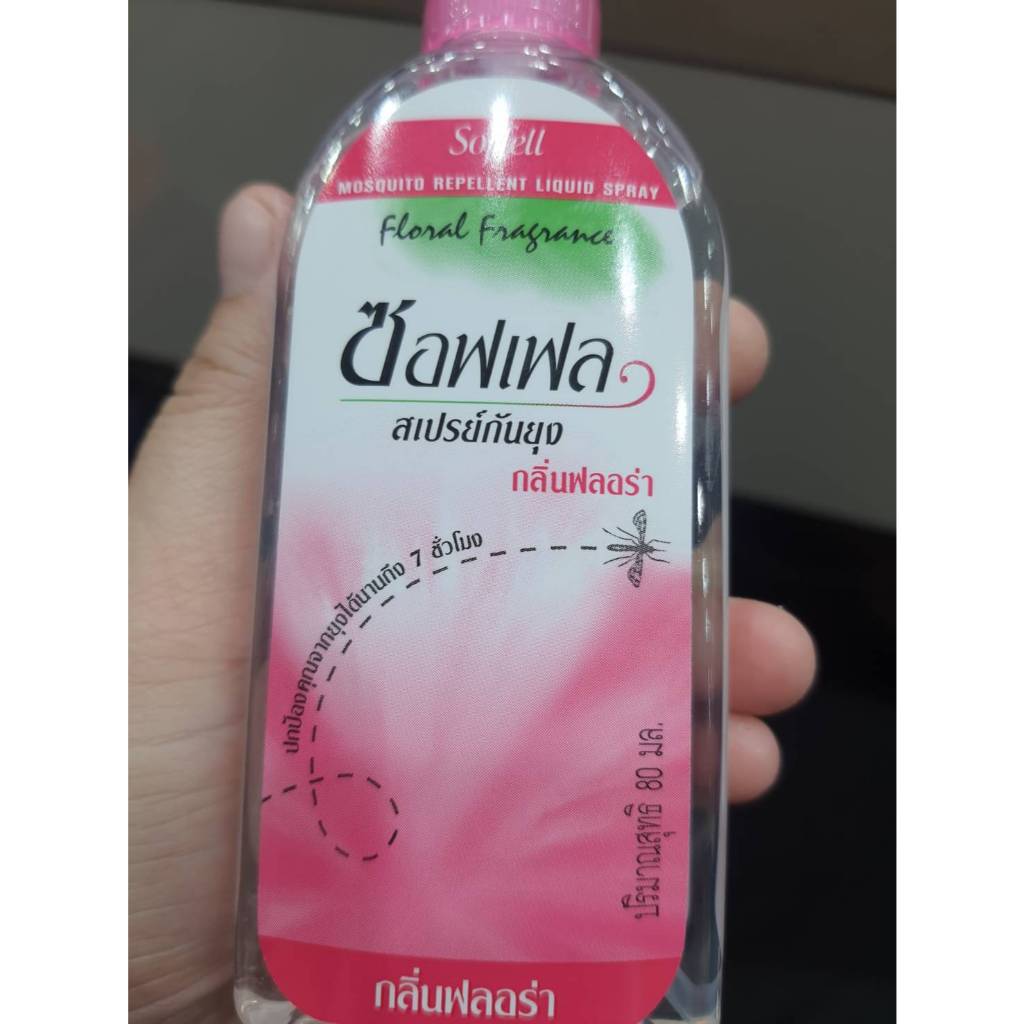 Soffell
MOSQUITO REPELLENT LIQUID SPRAY
Floral Fragrance
ซอฟเฟล
สเปรย์กันยุง
กลิ่นฟลอร่า
ปกป้องคุณจากยุงได้นานถึง 7 ชั่วโมง
ปริมาณสุทธิ 80 มล.
กลิ่นฟลอร่า